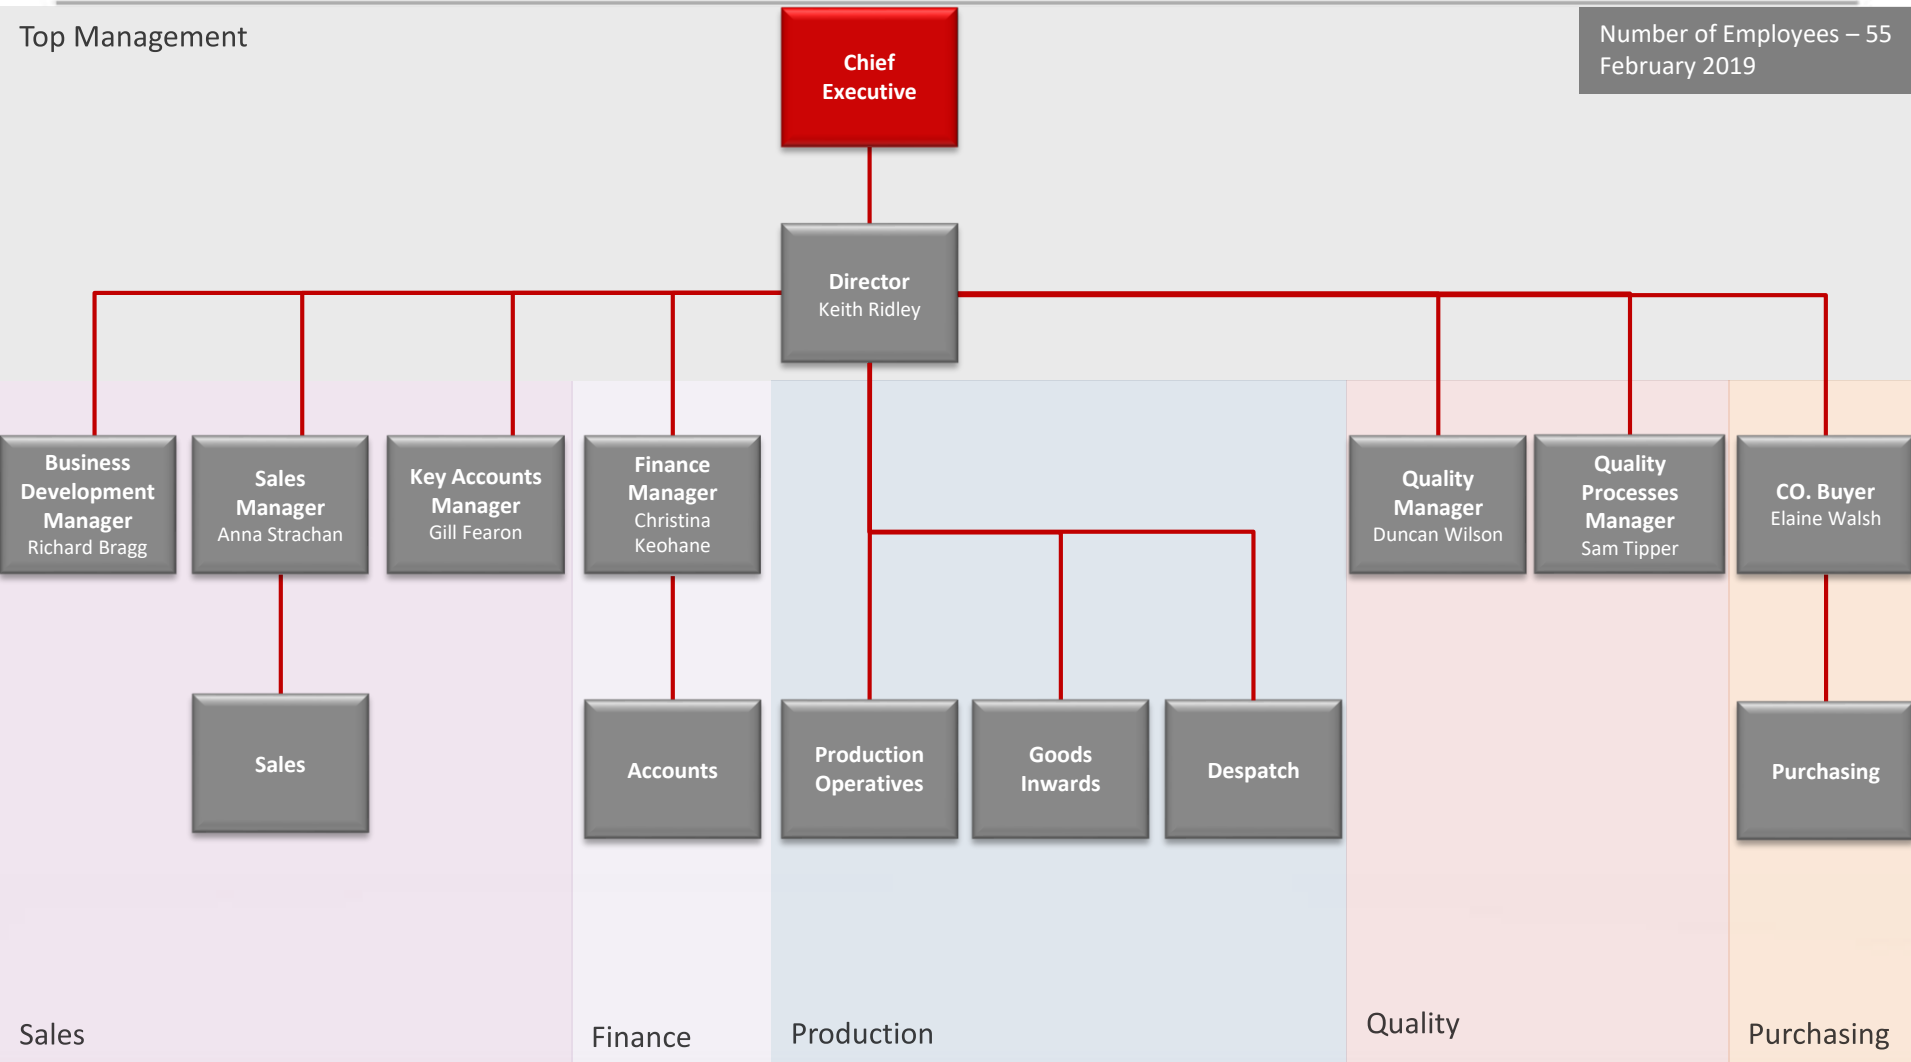 Top Management
Number of Employees – 55
February 2019
Chief
Executive
Director
Keith Ridley
Business
Development
Manager
Richard Bragg
Sales
Manager
Anna Strachan
Key Accounts
Manager
Gill Fearon
Finance
Manager
Christina
Keohane
Quality
Manager
Duncan Wilson
Quality
Processes
Manager
Sam Tipper
CO. Buyer
Elaine Walsh
Sales
Accounts
Production
Operatives
Goods
Inwards
Despatch
Purchasing
Sales
Finance
Production
Quality
Purchasing